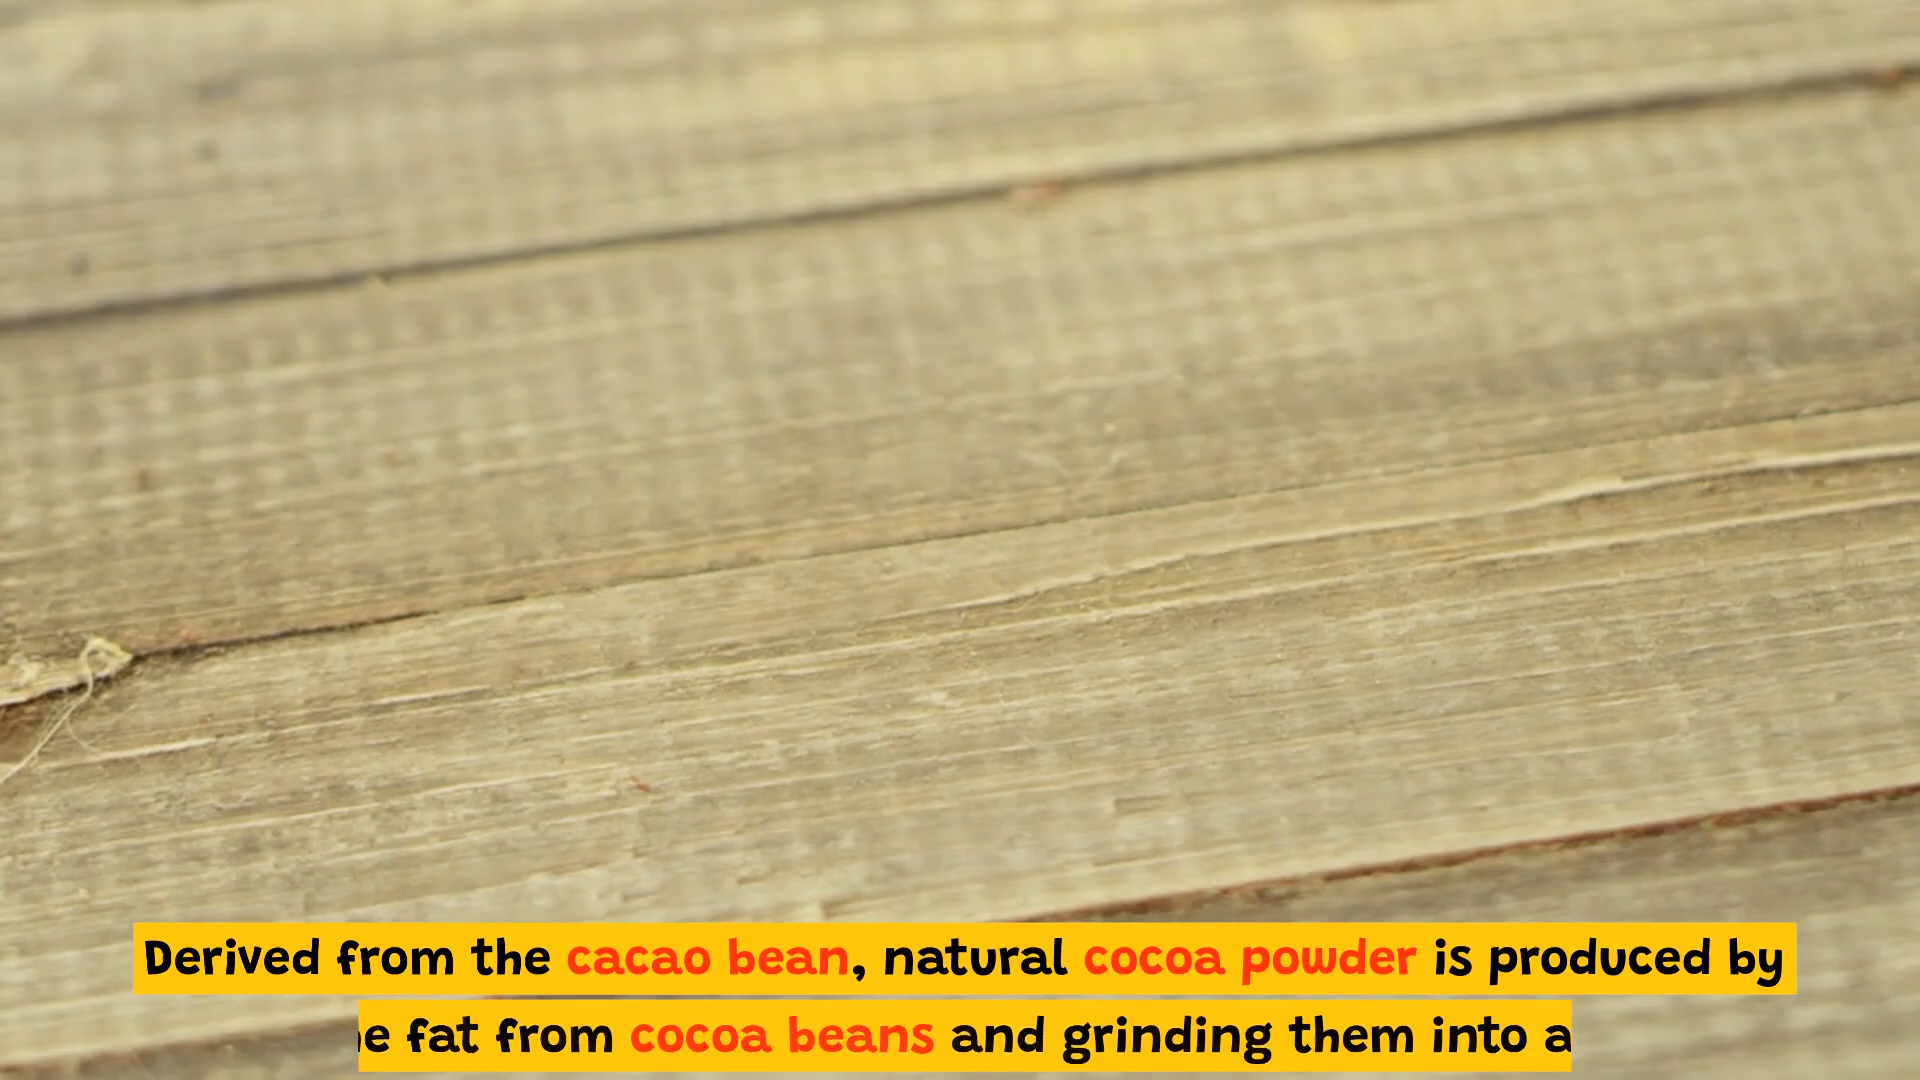 Derived from the cacao bean, natural cocoa powder is produced by
fat from cocoa beans and grinding them into a